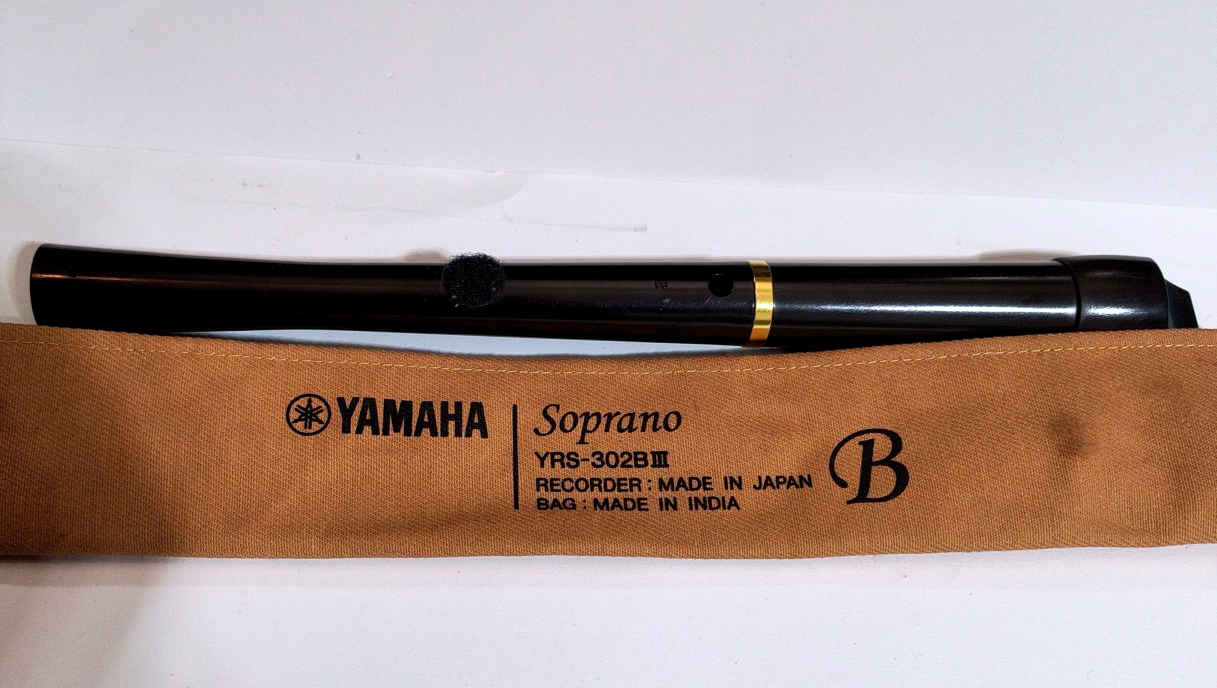 YAMAHA
Soprano
YRS-302BⅢ
RECORDER : MADE IN JAPAN
BAG : MADE IN INDIA
B